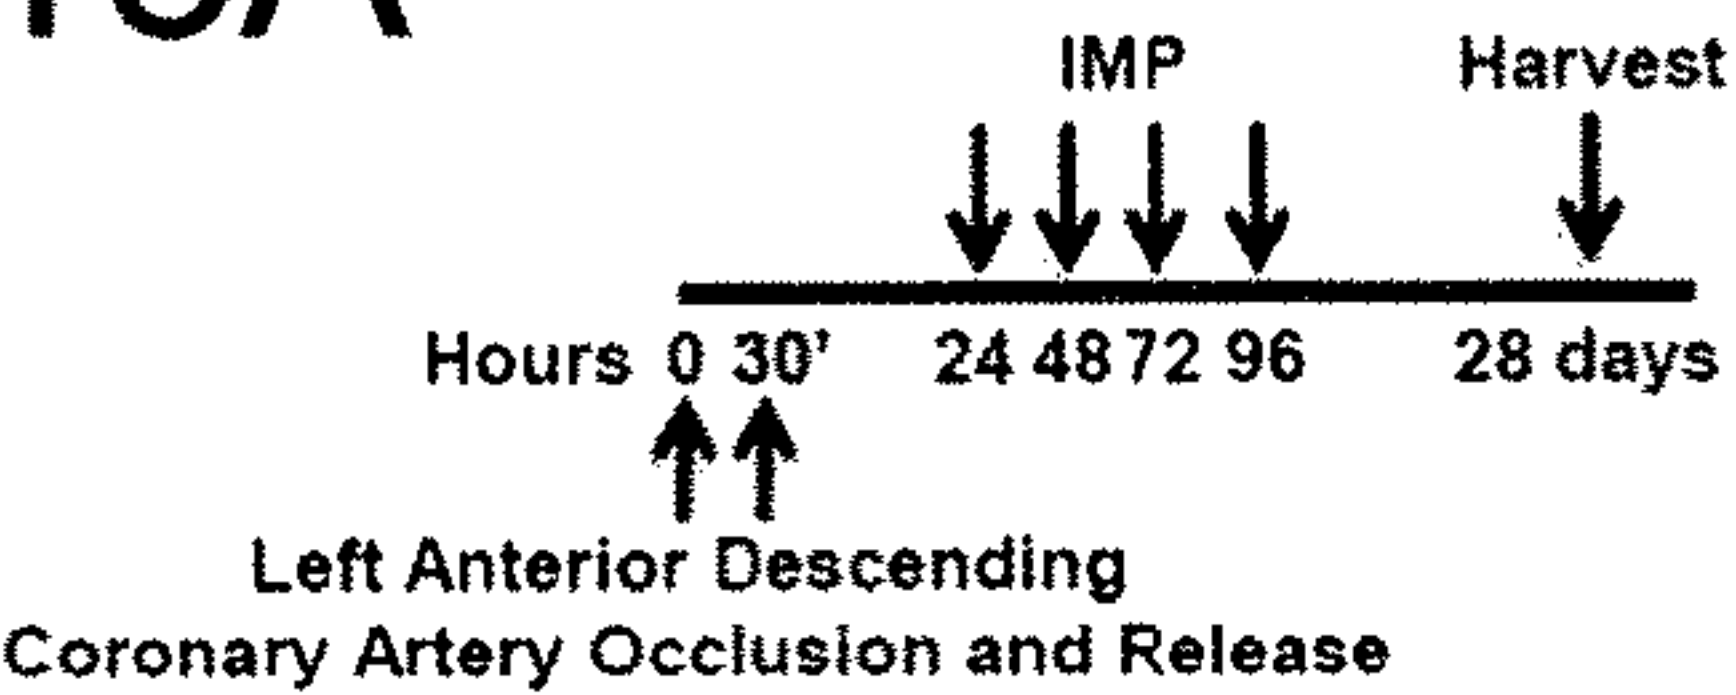 IMP Harvest
Hours 0 30' 24 48 72 96 28 days
Left Anterior Descending
Coronary Artery Occlusion and Release